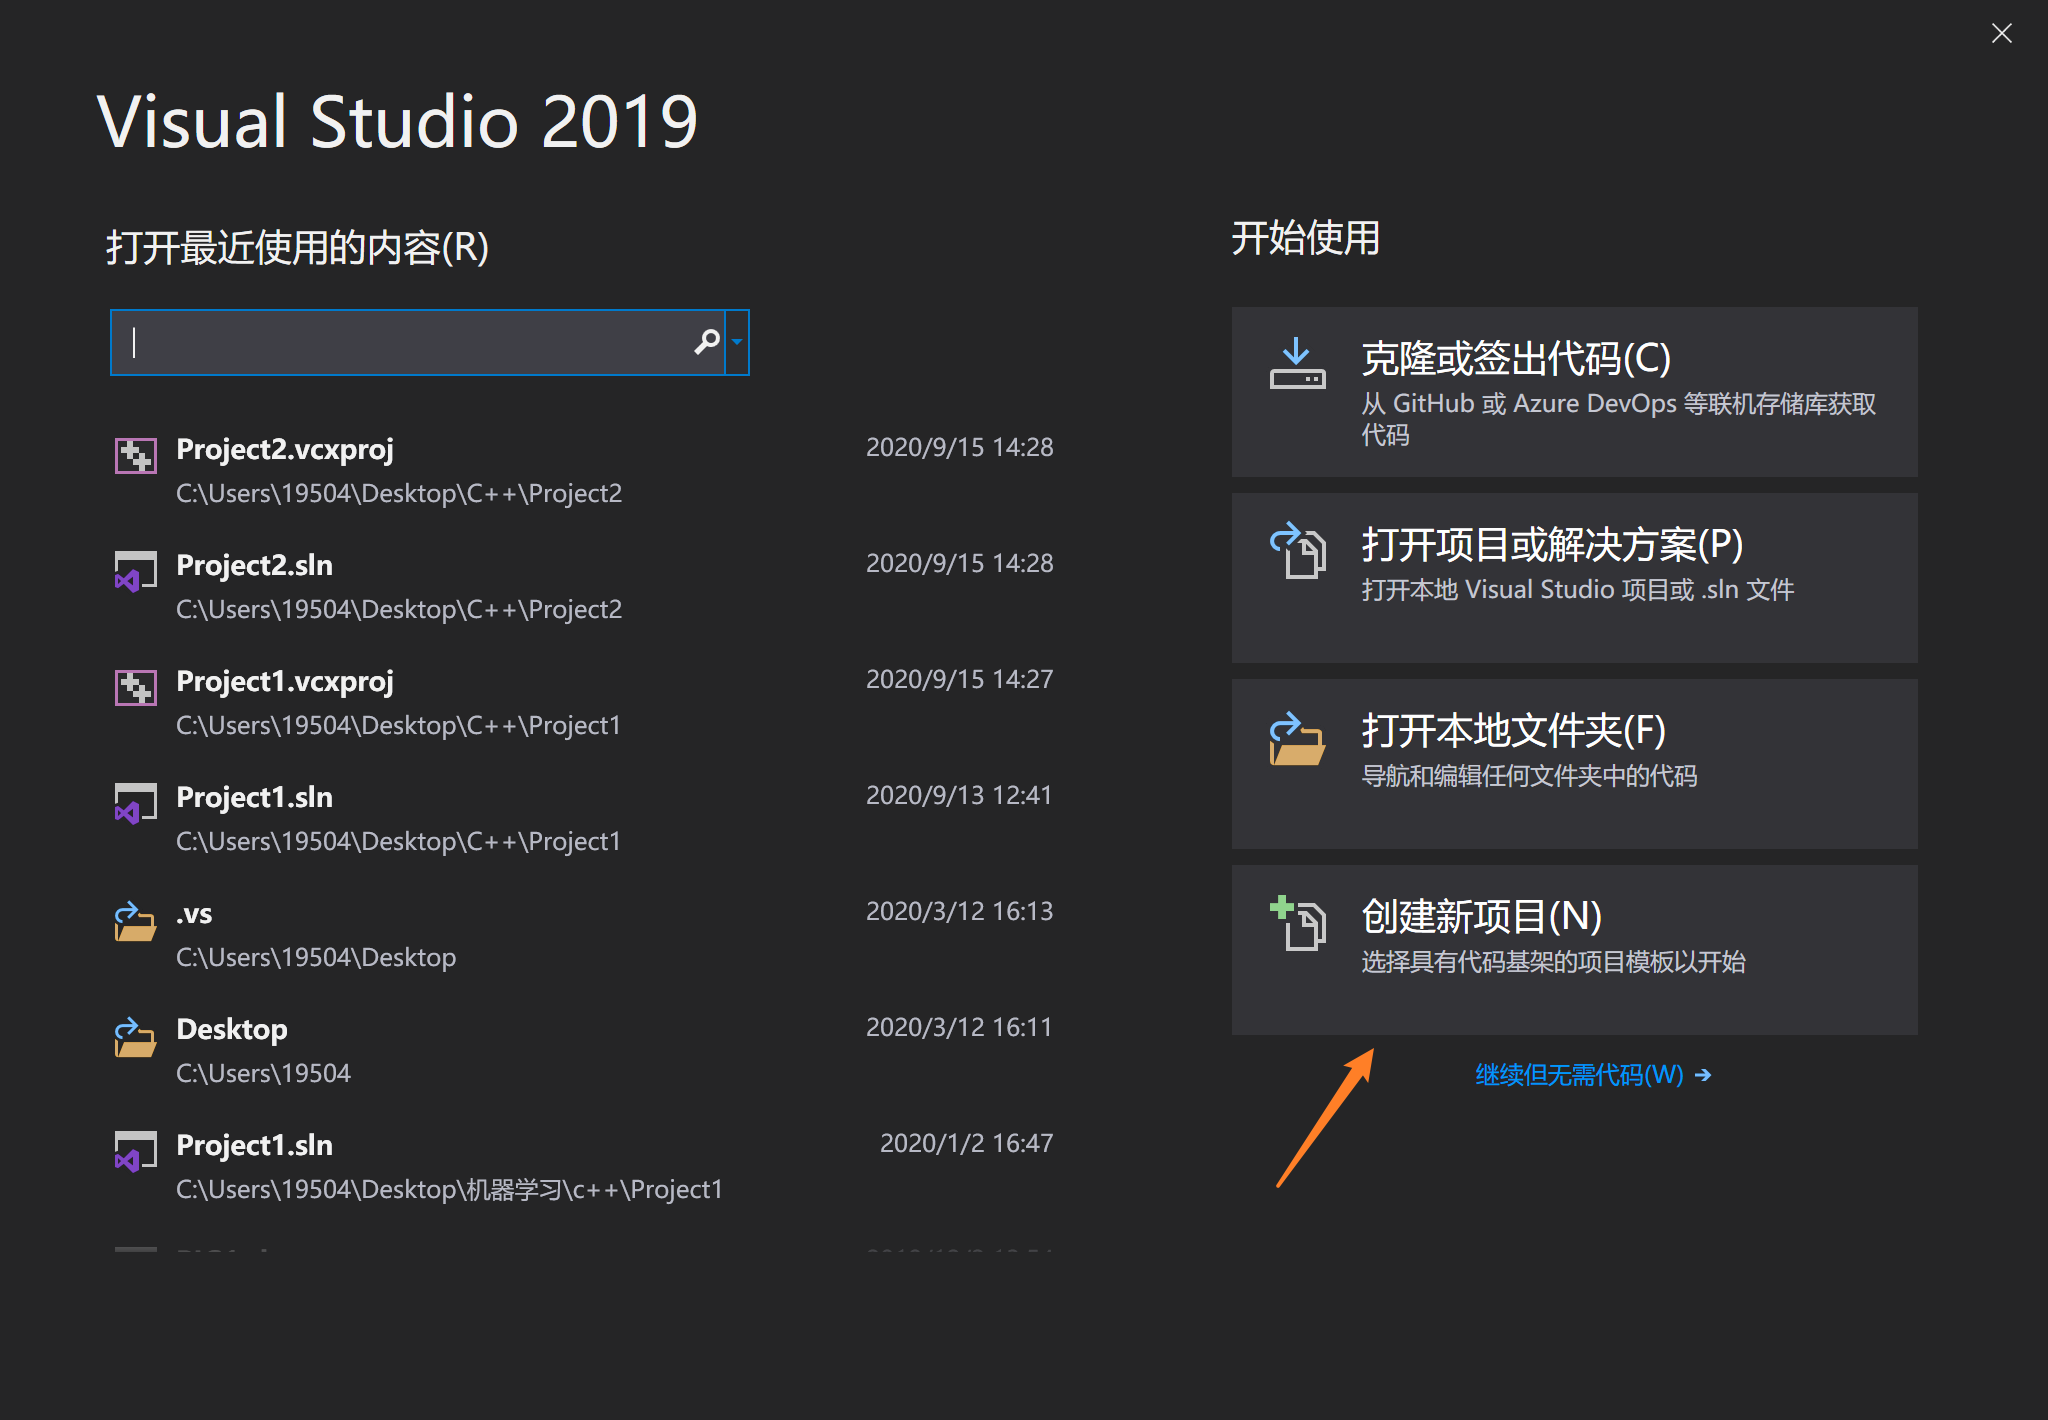 Visual Studio 2019
打开最近使用的内容(R)
Project2.vcxproj
2020/9/15 14:28
C:\Users\19504\Desktop\C++\Project2
Project2.sln
2020/9/15 14:28
C:\Users\19504\Desktop\C++\Project2
Project1.vcxproj
2020/9/15 14:27
C:\Users\19504\Desktop\C++\Project1
Project1.sln
2020/9/13 12:41
C:\Users\19504\Desktop\C++\Project1
.vs
2020/3/12 16:13
C:\Users\19504\Desktop
Desktop
2020/3/12 16:11
C:\Users\19504
Project1.sln
2020/1/2 16:47
C:\Users\19504\Desktop\机器学习\c++\Project1
开始使用
克隆或签出代码(C)
从 GitHub 或 Azure DevOps 等联机存储库获取
代码
打开项目或解决方案(P)
打开本地 Visual Studio 项目或 .sln 文件
打开本地文件夹(F)
导航和编辑任何文件夹中的代码
创建新项目(N)
选择具有代码基架的项目模板以开始
继续但无需代码(W)